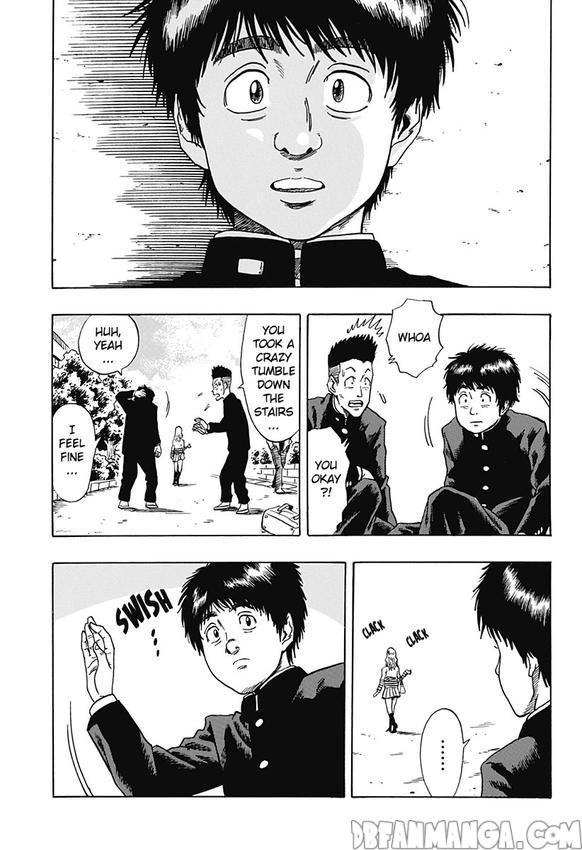 WHOA
YOU
OKAY
?!
YOU
TOOK A
CRAZY
TUMBLE
DOWN
THE
STAIRS
...
HUH,
YEAH
...
I
FEEL
FINE
...
CLACK
CLACK
......
SWISH
...
DBFANMANGA.COM